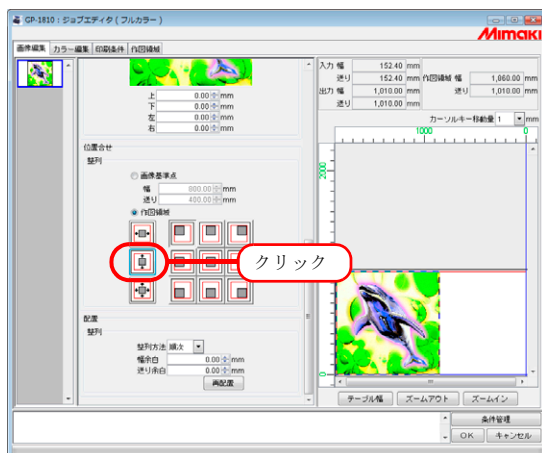 GP-1810 : ジョブエディタ ( フルカラー )
Mimaki
画像編集 カラー編集 印刷条件 作図領域
上 0.00 mm
下 0.00 mm
左 0.00 mm
右 0.00 mm
位置合せ
整列
画像基準点
幅 800.00 mm
送り 400.00 mm
作図領域
クリック
配置
整列
整列方法 順次
幅余白 0.00 mm
送り余白 0.00 mm
再配置
入力 幅 152.40 mm
送り 152.40 mm 作図領域 幅 1,060.00 mm
出力 幅 1,010.00 mm 送り 1,010.00 mm
送り 1,010.00 mm
カーソルキー移動量 1 mm
1000 0
2000
0
テーブル幅 ズームアウト ズームイン
条件管理
OK キャンセル